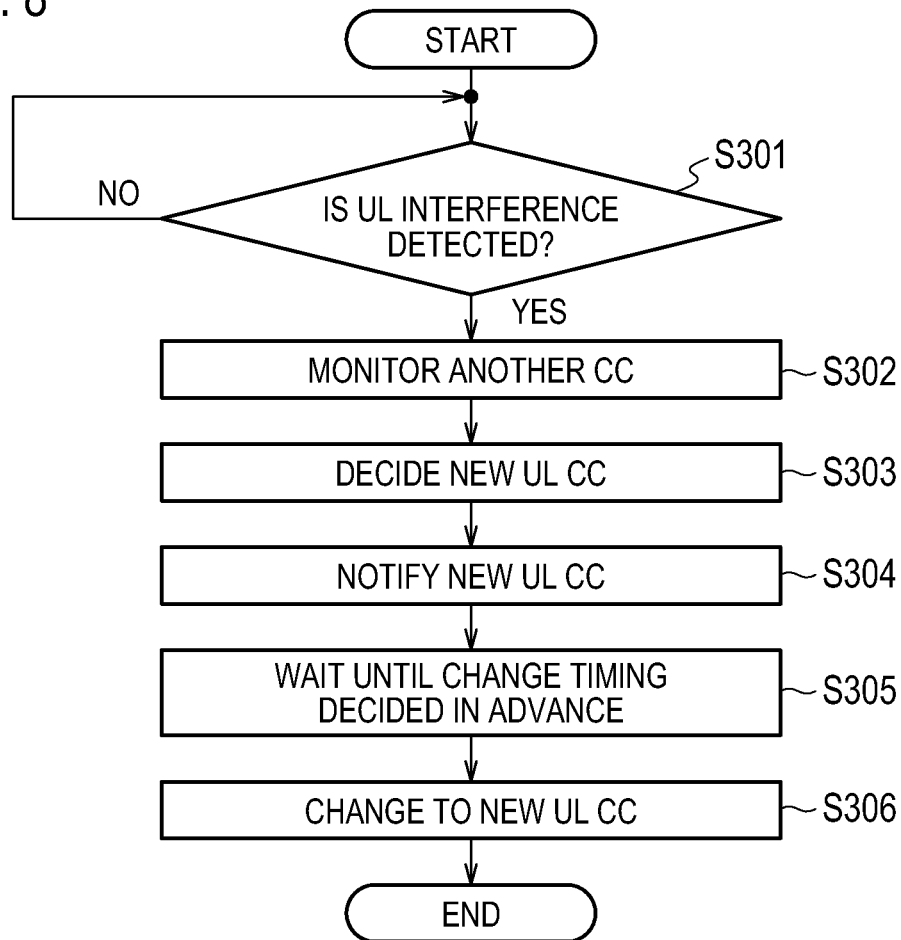 . 8
START
S301
NO
IS UL INTERFERENCE
DETECTED?
YES
MONITOR ANOTHER CC
S302
DECIDE NEW UL CC
S303
NOTIFY NEW UL CC
S304
WAIT UNTIL CHANGE TIMING
DECIDED IN ADVANCE
S305
CHANGE TO NEW UL CC
S306
END